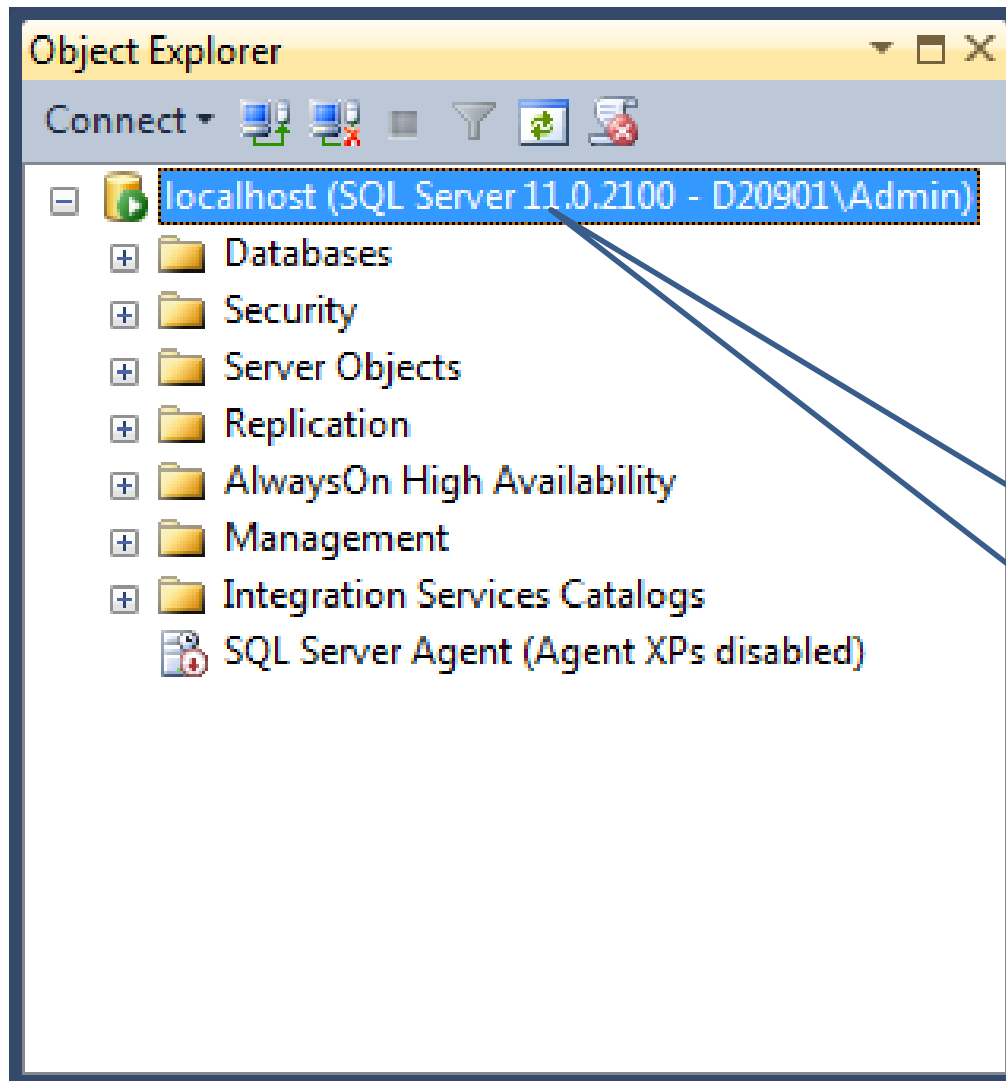 Object Explorer
Connect
localhost (SQL Server 11.0.2100 - D20901\Admin)
Databases
Security
Server Objects
Replication
AlwaysOn High Availability
Management
Integration Services Catalogs
SQL Server Agent (Agent XPs disabled)